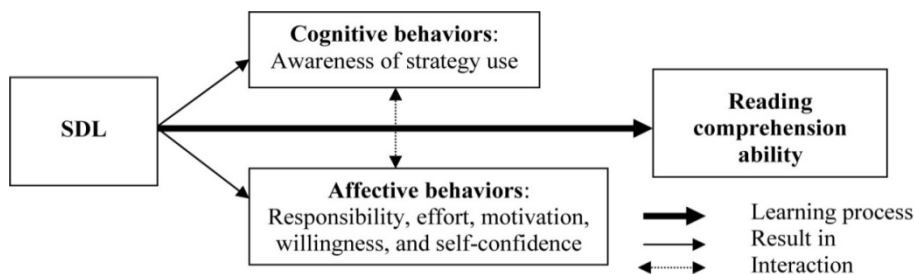 Cognitive behaviors:
Awareness of strategy use
SDL
Reading
comprehension
ability
Affective behaviors:
Responsibility, effort, motivation,
willingness, and self-confidence
Learning process
Result in
Interaction